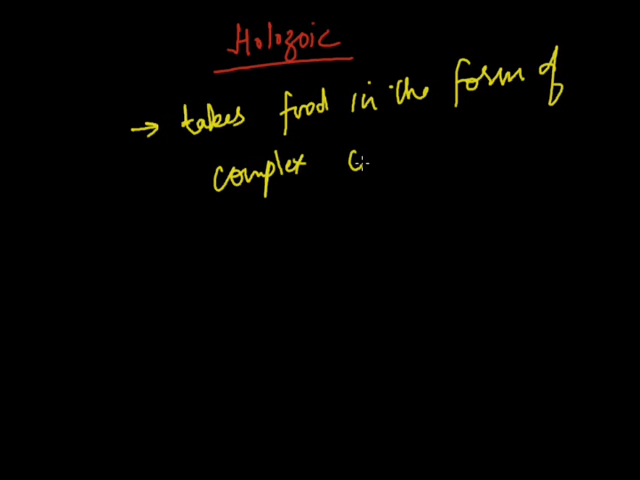 Holozoic
→ takes food in the form of
complex